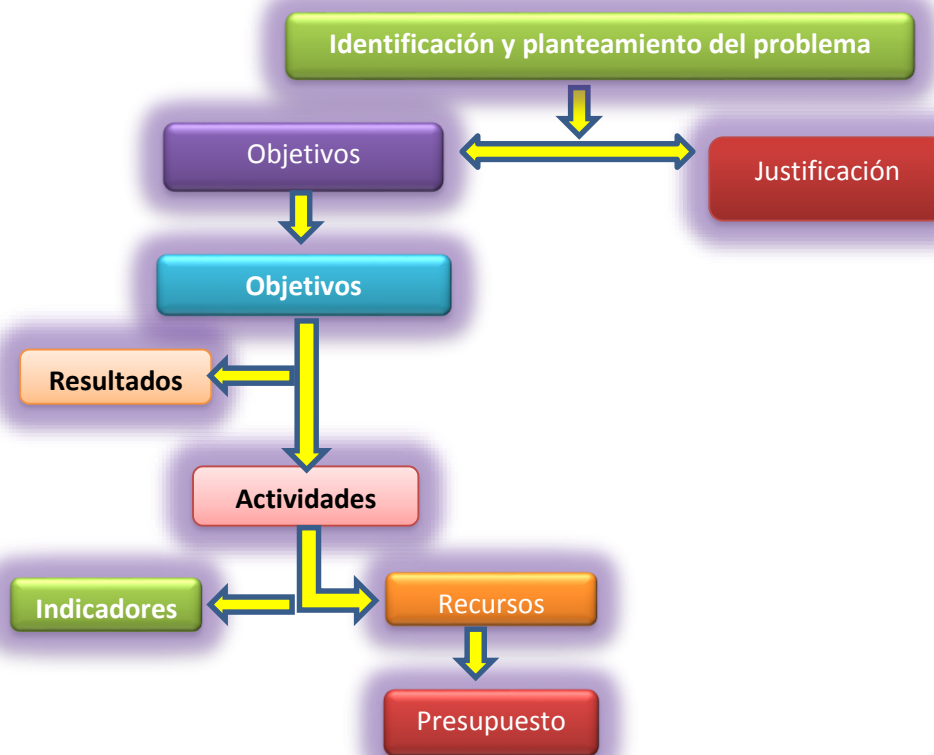 Identificación y planteamiento del problema
Objetivos
Justificación
Objetivos
Resultados
Actividades
Indicadores
Recursos
Presupuesto